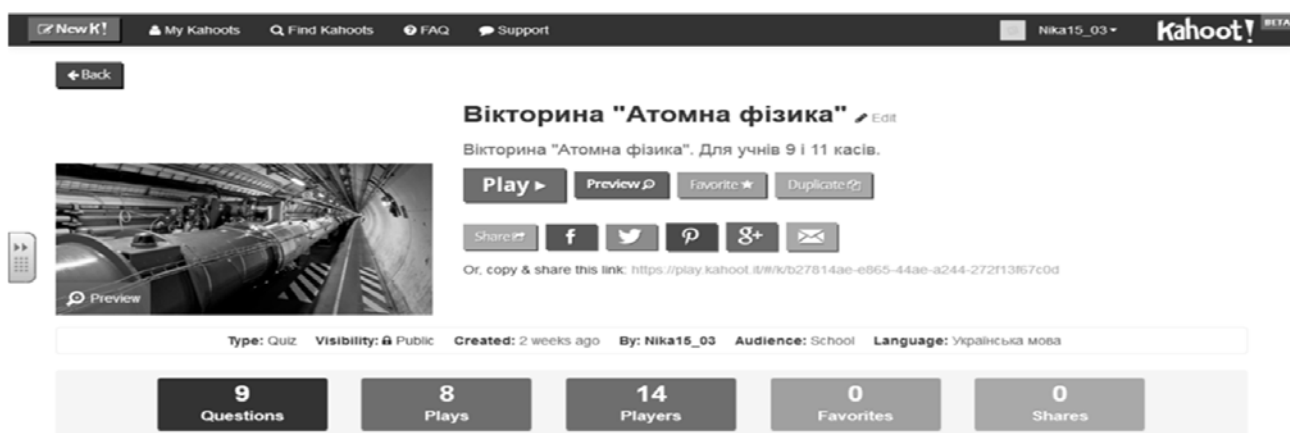 New K! My Kahoots Find Kahoots FAQ Support Nika15_03 Kahoot! BETA
Back
Вікторина "Атомна фізика" Edit
Вікторина "Атомна фізика". Для учнів 9 і 11 касів.
Play Preview Favorite Duplicate
Share f g+
Or, copy & share this link: https://play.kahoot.it/#/k/b27814ae-e865-44ae-a244-272f13f67c0d
Preview
Type: Quiz Visibility: Public Created: 2 weeks ago By: Nika15_03 Audience: School Language: Українська мова
9 8 14 0 0
Questions Plays Players Favorites Shares